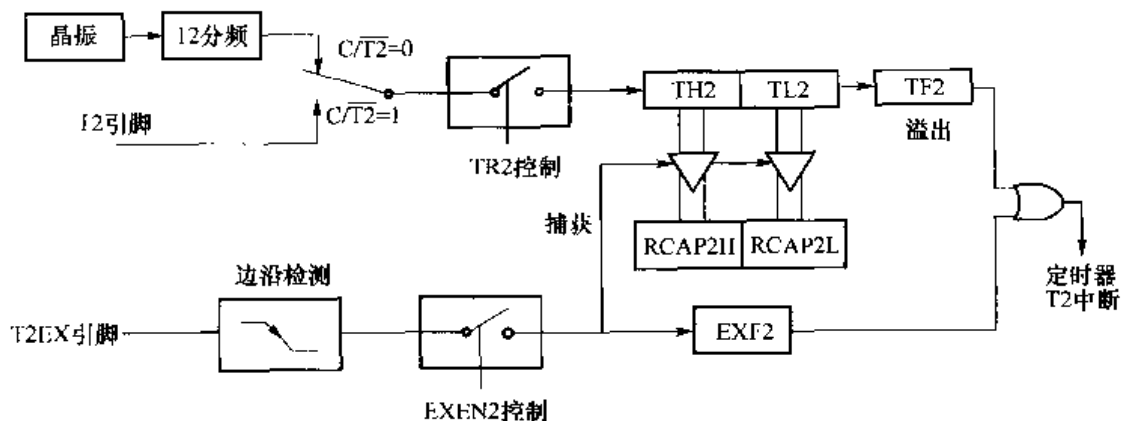 晶振
12分频
C/T2=0
C/T2=1
T2引脚
TR2控制
TH2
TL2
TF2
溢出
捕获
RCAP2H
RCAP2L
定时器
T2中断
边沿检测
T2EX引脚
EXEN2控制
EXF2